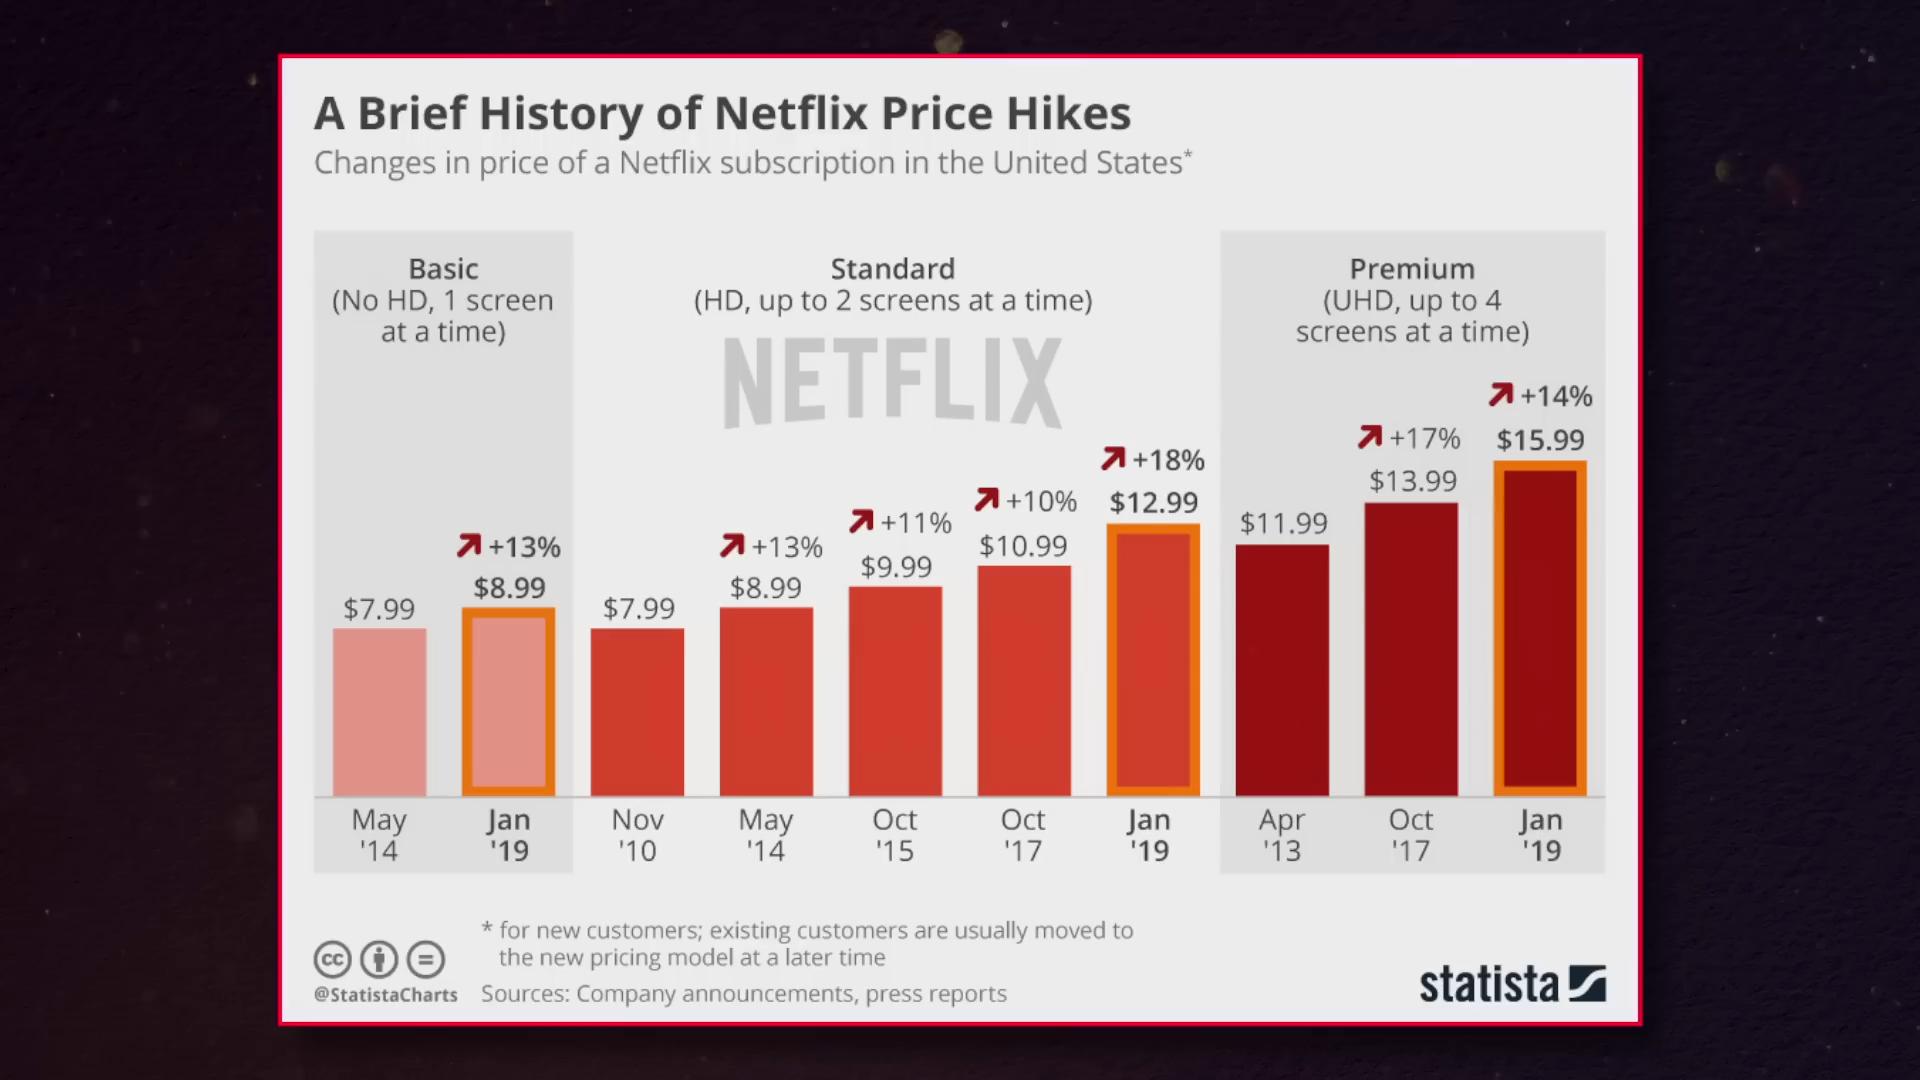 A Brief History of Netflix Price Hikes
Changes in price of a Netflix subscription in the United States*
Basic
(No HD, 1 screen
at a time)
Standard
(HD, up to 2 screens at a time)
NETFLIX
Premium
(UHD, up to 4
screens at a time)
$7.99
+13%
$8.99
$7.99
+13%
$8.99
+11%
$9.99
+10%
$10.99
+18%
$12.99
$11.99
+17%
$13.99
+14%
$15.99
May
'14
Jan
'19
Nov
'10
May
'14
Oct
'15
Oct
'17
Jan
'19
Apr
'13
Oct
'17
Jan
'19
* for new customers; existing customers are usually moved to
the new pricing model at a later time
cc
@StatistaCharts
Sources: Company announcements, press reports
statista